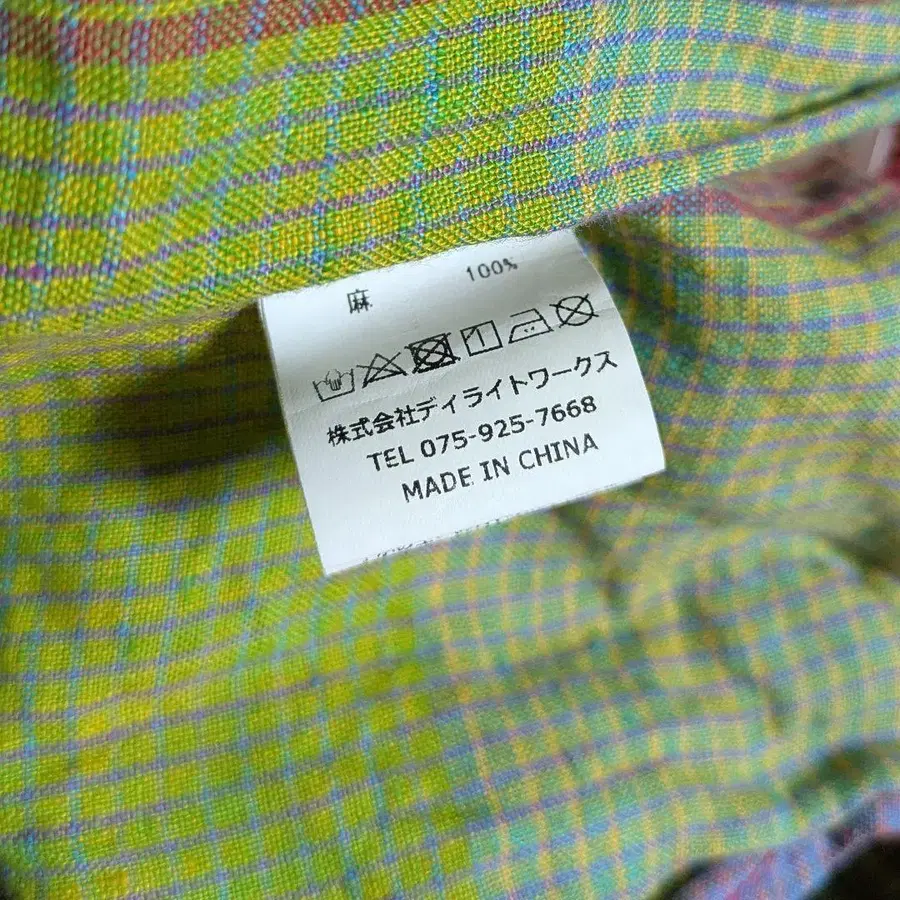 麻 100%
株式会社デイライトワークス
TEL 075-925-7668
MADE IN CHINA